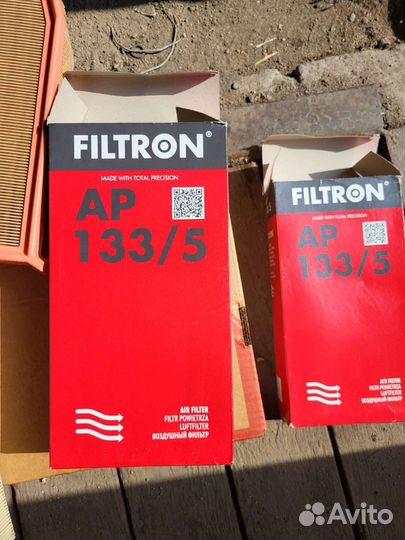 FILTRON®
MADE WITH TOTAL PRECISION
AP
133/5
AIR FILTER
FILTR POWIETRZA
LUFTFILTER
ВОЗДУШНЫЙ ФИЛЬТР
FILTRON®
MADE WITH TOTAL PRECISION
AP
133/5
AIR FILTER
FILTR POWIETRZA
LUFTFILTER
ВОЗДУШНЫЙ ФИЛЬТР
Avito